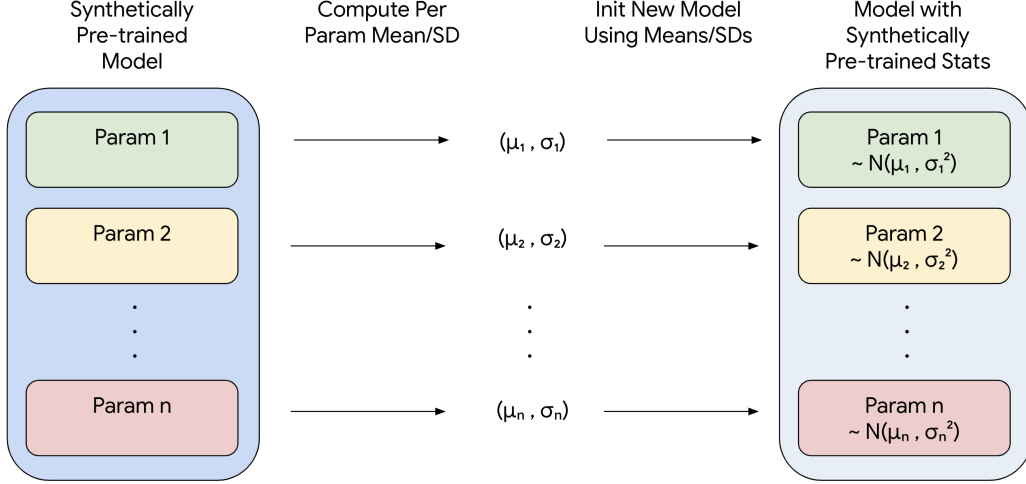 Synthetically
Pre-trained
Model
Compute Per
Param Mean/SD
Init New Model
Using Means/SDs
Model with
Synthetically
Pre-trained Stats
Param 1
(μ₁ , σ₁)
Param 1
~ N(μ₁ , σ₁²)
Param 2
(μ₂ , σ₂)
Param 2
~ N(μ₂ , σ₂²)
Param n
(μₙ , σₙ)
Param n
~ N(μₙ , σₙ²)